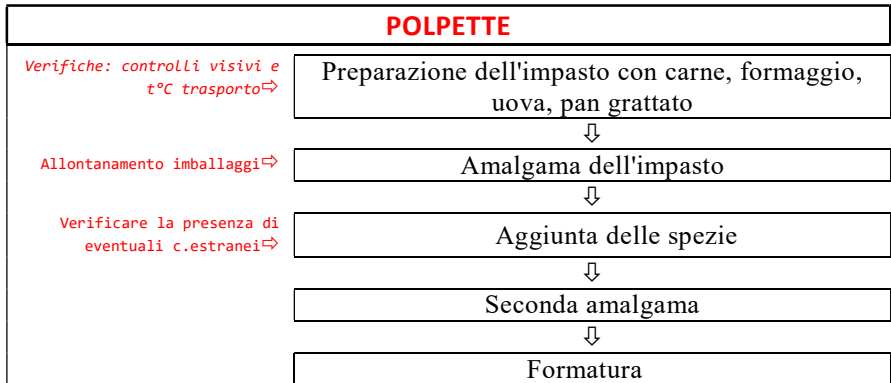 POLPETTE
Verifiche: controlli visivi e
t°C trasporto⇨
Preparazione dell'impasto con carne, formaggio,
uova, pan grattato
⇩
Allontanamento imballaggi⇨
Amalgama dell'impasto
⇩
Verificare la presenza di
eventuali c.estranei⇨
Aggiunta delle spezie
⇩
Seconda amalgama
⇩
Formatura